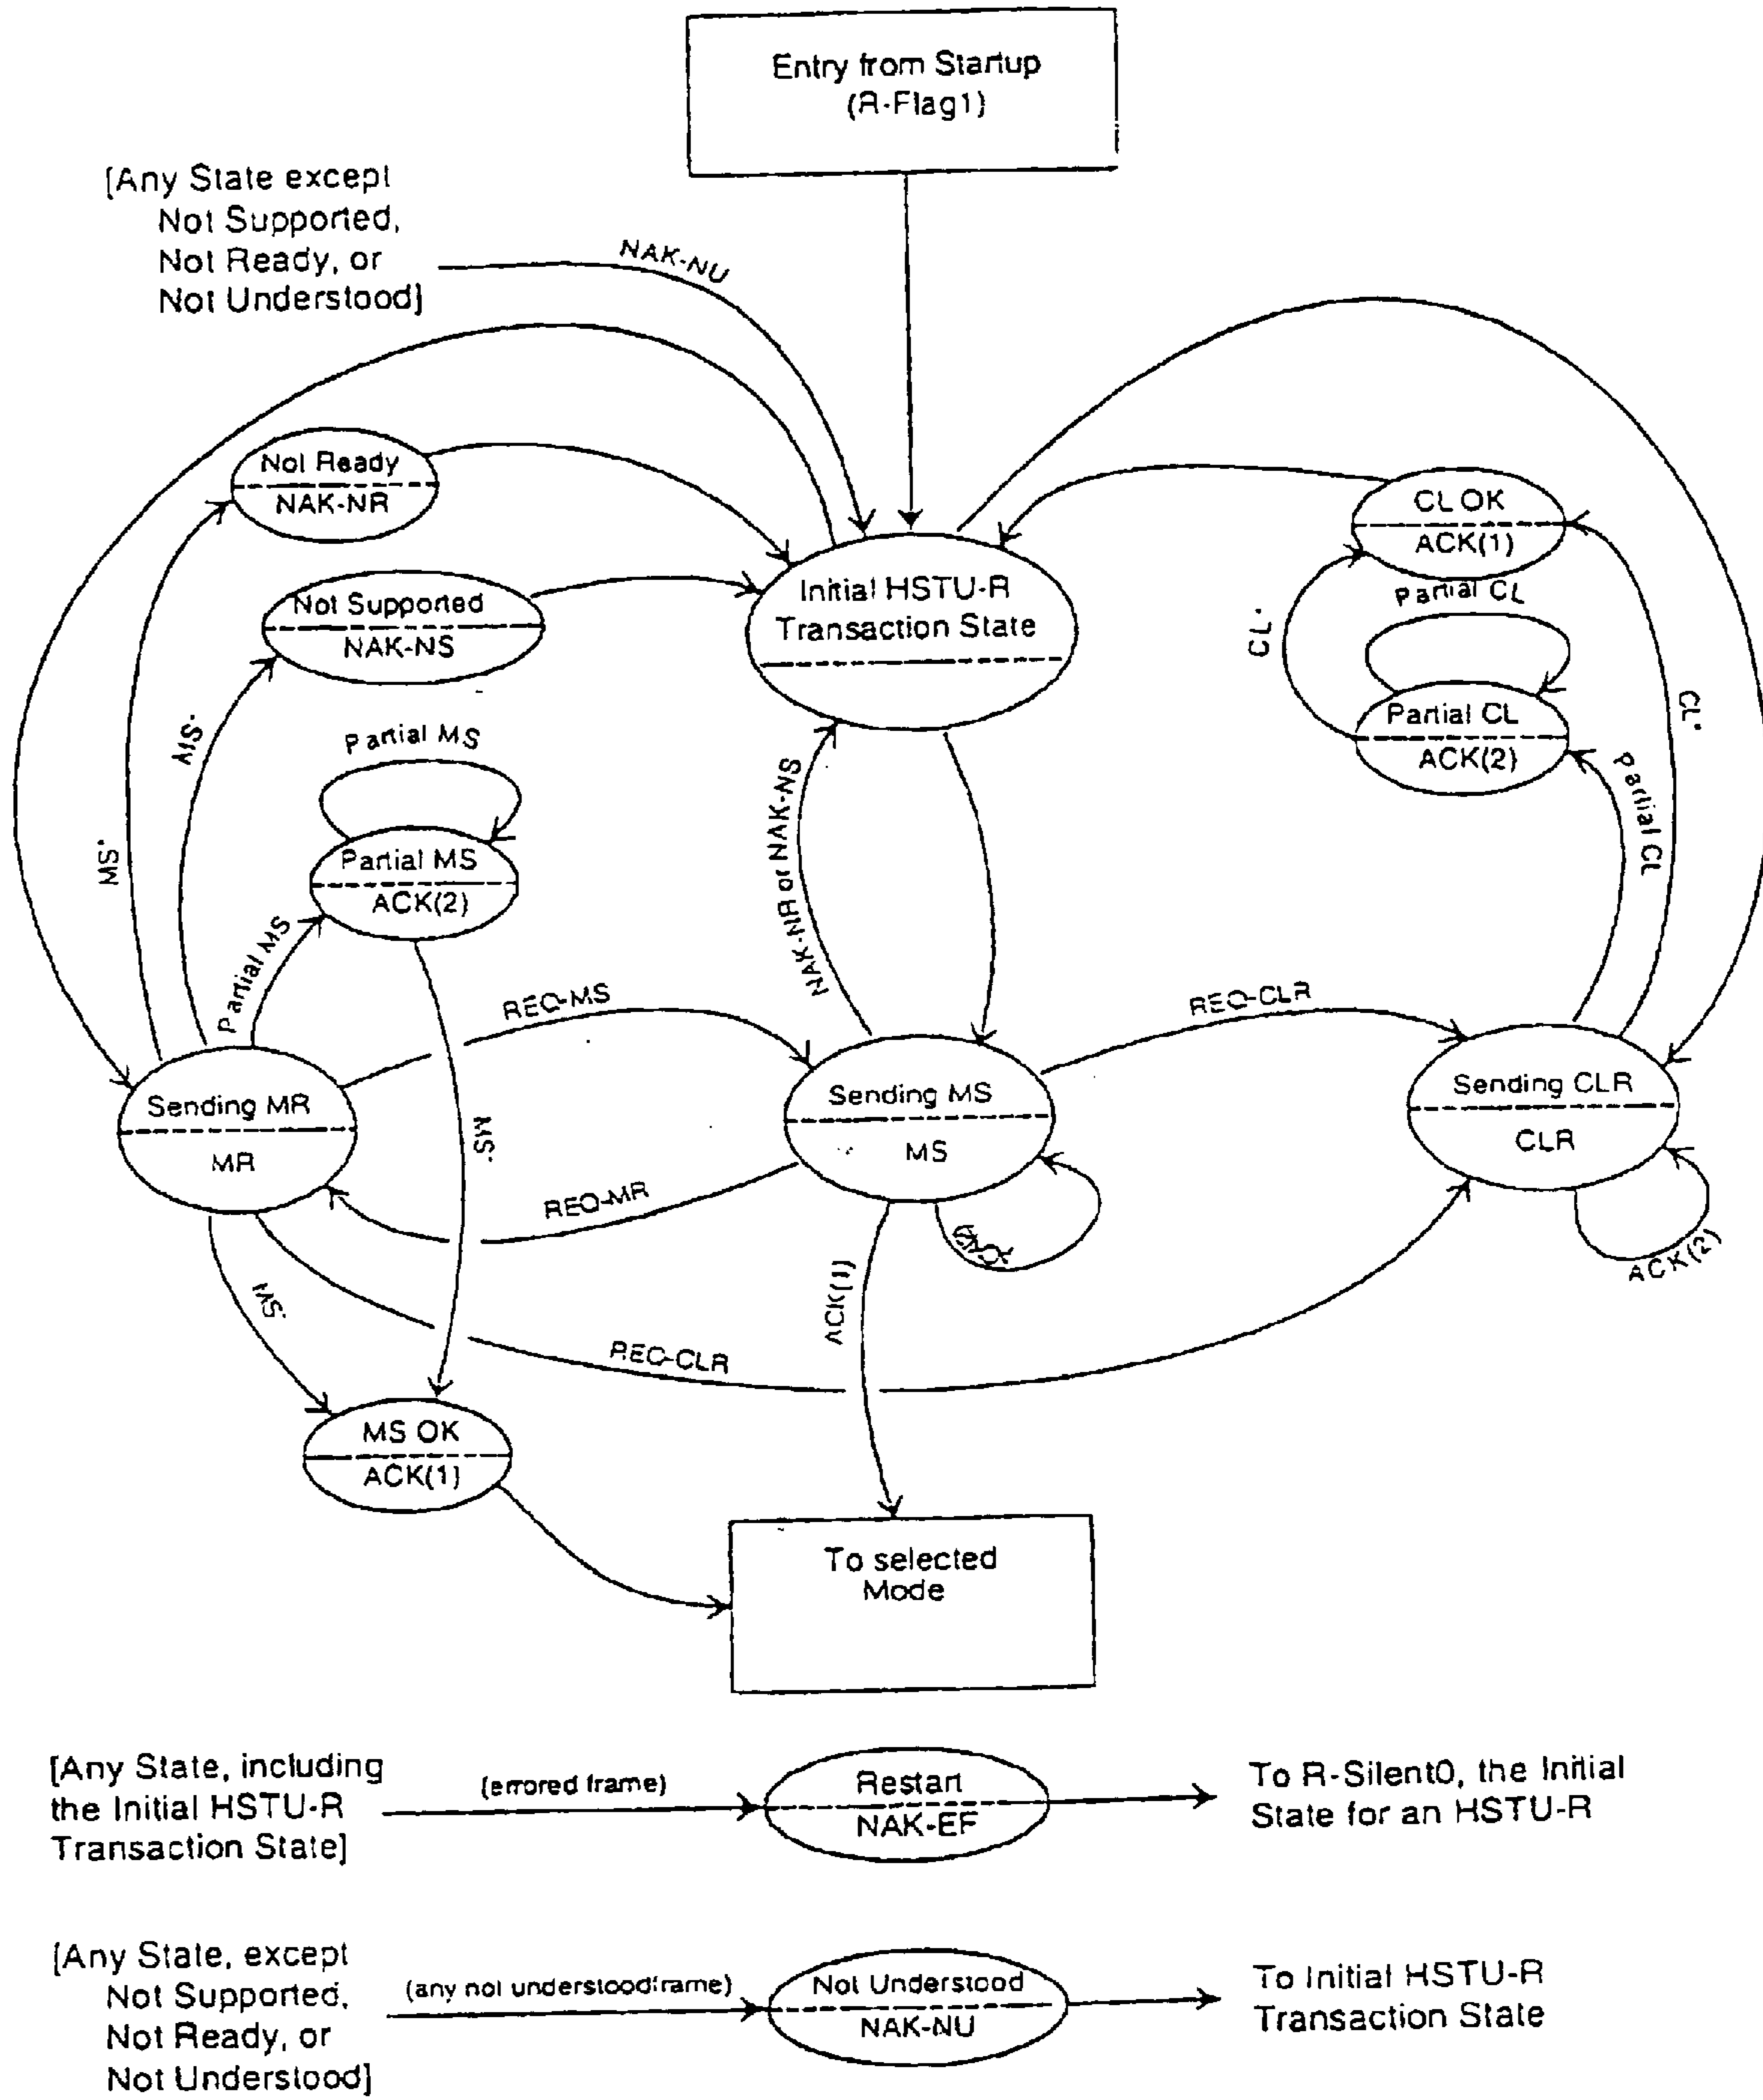 Entry from Startup
(R-Flag1)
[Any State except
Not Supported,
Not Ready, or
Not Understood]
NAK-NU
Not Ready
NAK-NR
Not Supported
NAK-NS
Initial HSTU-R
Transaction State
CL OK
ACK(1)
Partial CL
CL*
Partial CL
ACK(2)
CL*
Partial CL
MS*
MS*
Partial MS
Partial MS
ACK(2)
Partial MS
NAK-NR or NAK-NS
REQ-MS
REQ-CLR
Sending MR
MR
Sending MS
MS
Sending CLR
CLR
MS*
REQ-MR
ACK(2)
MS*
ACK(1)
REQ-CLR
MS OK
ACK(1)
To selected
Mode
[Any State, including
the Initial HSTU-R
Transaction State]
(errored frame)
Restart
NAK-EF
To R-Silent0, the Initial
State for an HSTU-R
[Any State, except
Not Supported,
Not Ready, or
Not Understood]
(any not understoodframe)
Not Understood
NAK-NU
To Initial HSTU-R
Transaction State